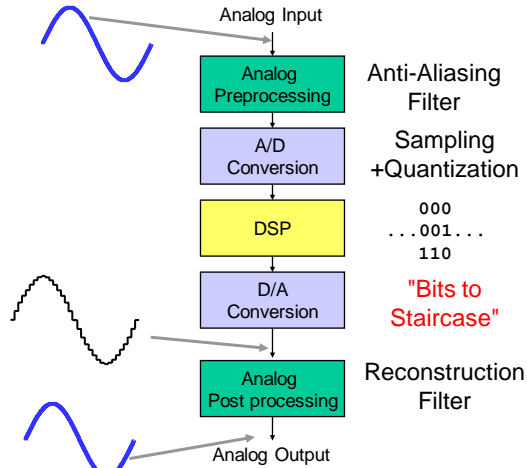 Analog Input
Analog
Preprocessing
Anti-Aliasing
Filter
A/D
Conversion
Sampling
+Quantization
DSP
000
...001...
110
D/A
Conversion
"Bits to
Staircase"
Analog
Post processing
Reconstruction
Filter
Analog Output